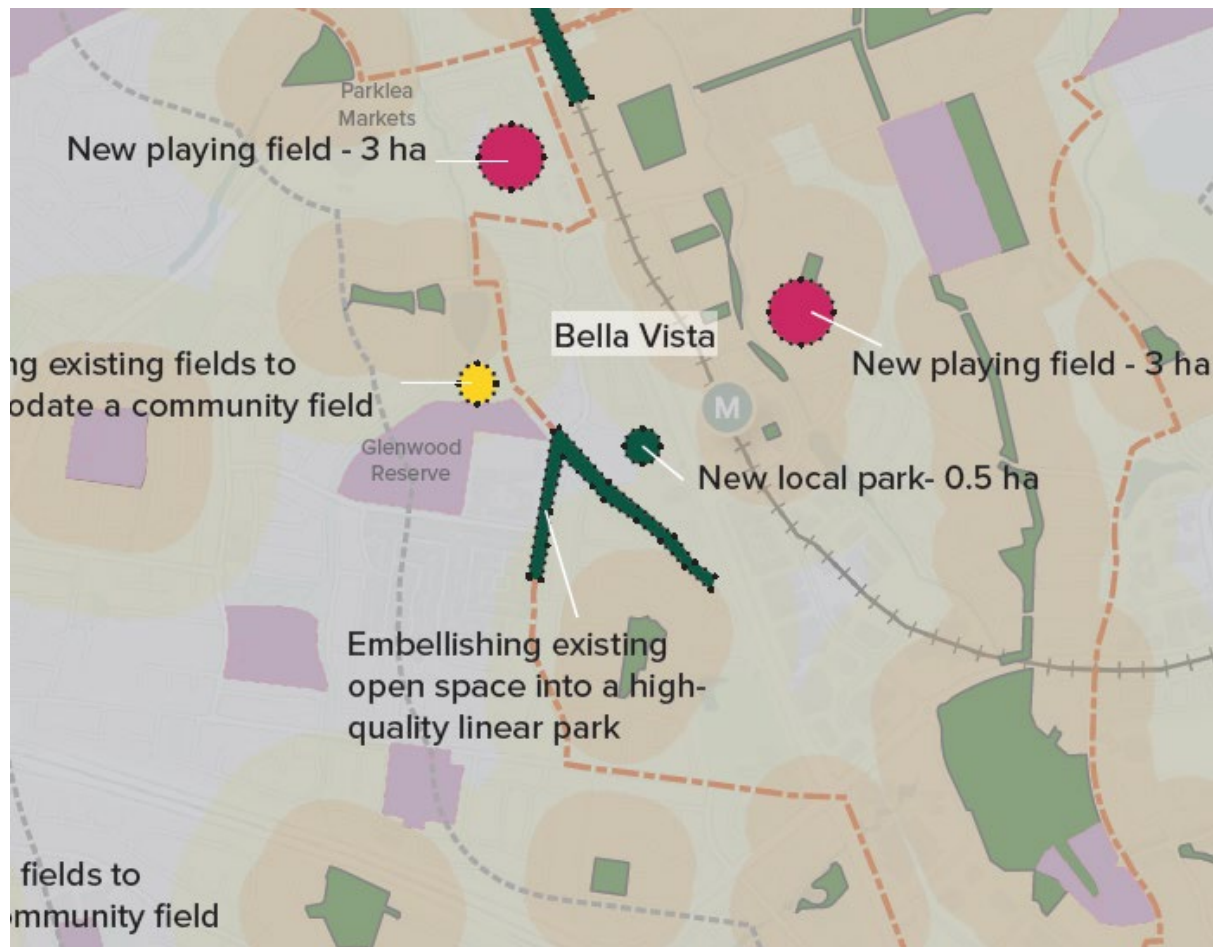 Parklea
Markets
New playing field - 3 ha
Bella Vista
ng existing fields to
odate a community field
New playing field - 3 ha
M
Glenwood
Reserve
New local park- 0.5 ha
Embellishing existing
open space into a high-
quality linear park
fields to
ommunity field